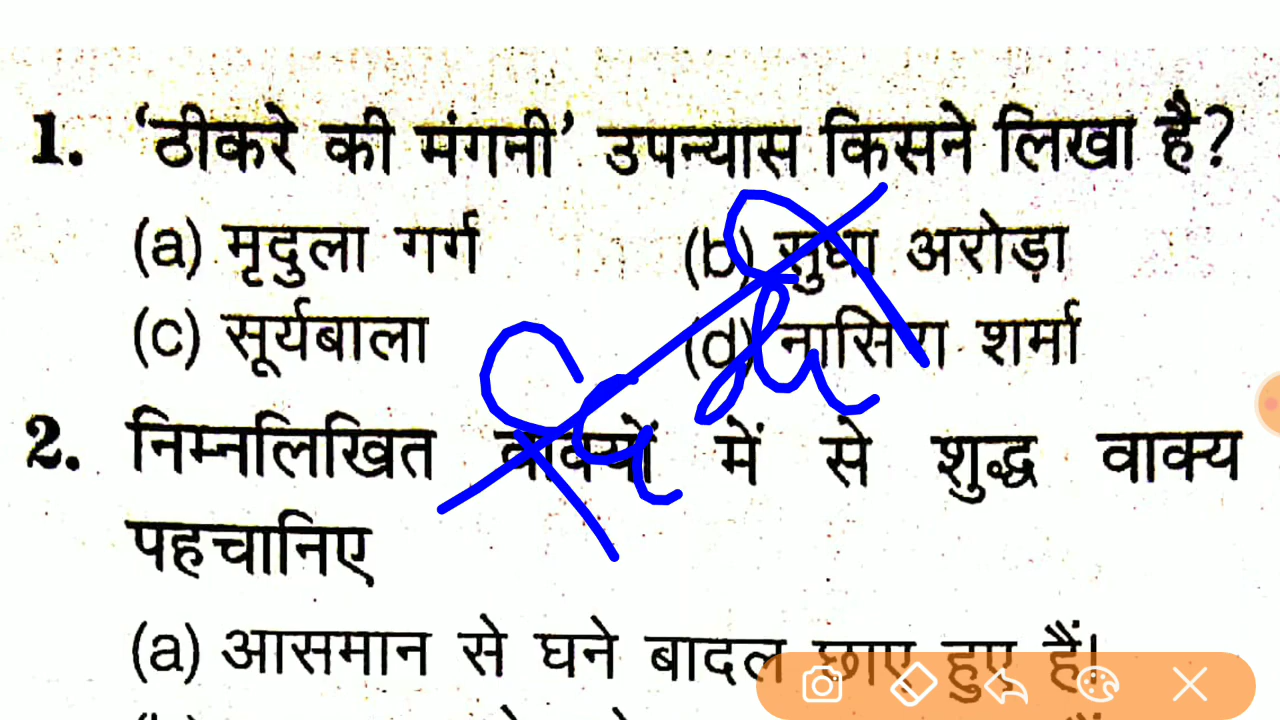 1. ‘ठीकरे की मंगनी’ उपन्यास किसने लिखा है?
(a) मृदुला गर्ग (b) सुधा अरोड़ा
(c) सूर्यबाला (d) नासिरा शर्मा
2. निम्नलिखित वाक्यों में से शुद्ध वाक्य
पहचानिए
(a) आसमान से घने बादल छाए हुए हैं।